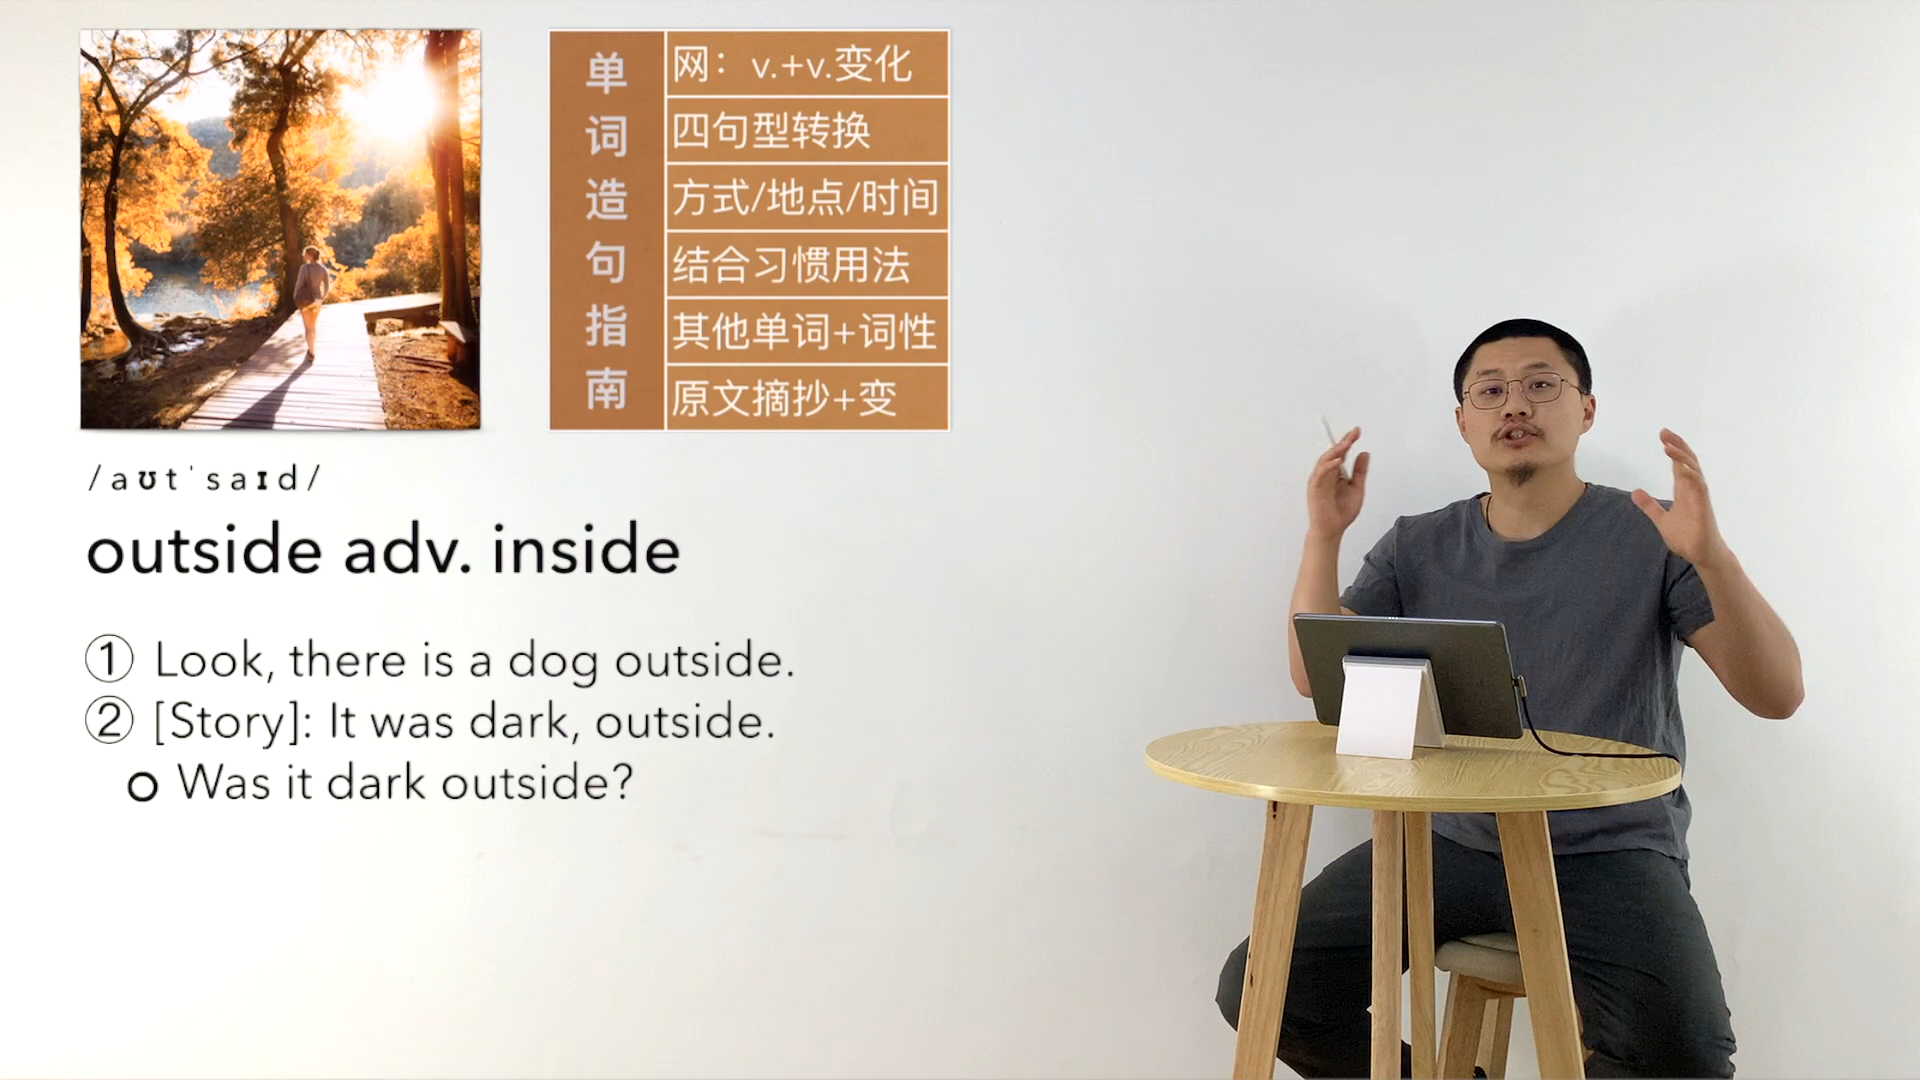 单词造句指南
网：v.+v.变化
四句型转换
方式/地点/时间
结合习惯用法
其他单词+词性
原文摘抄+变
/aʊtˈsaɪd/
outside adv. inside
① Look, there is a dog outside.
② [Story]: It was dark, outside.
o Was it dark outside?